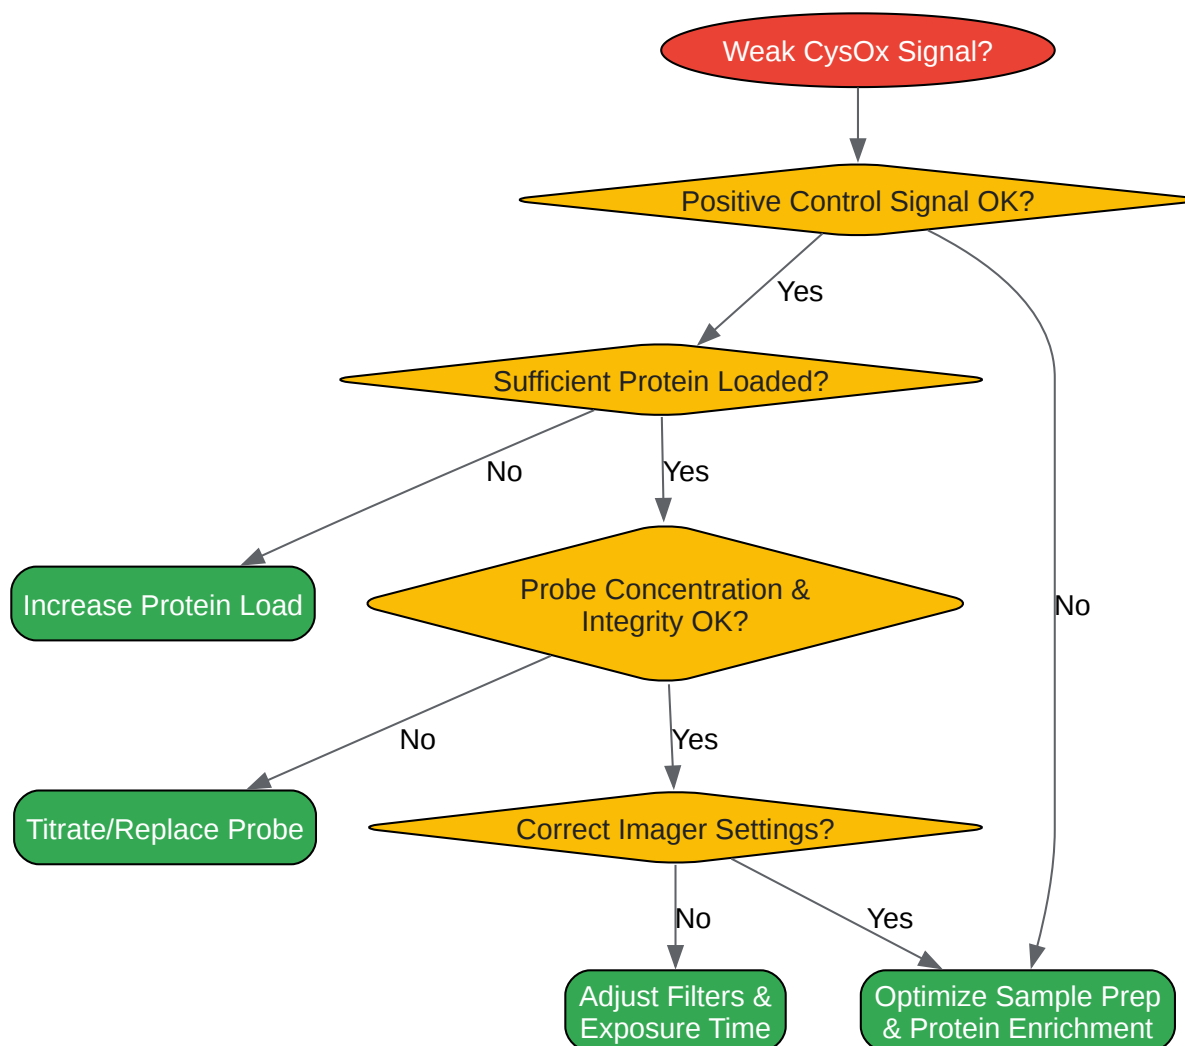 Weak CysOx Signal?
Positive Control Signal OK?
Yes
Sufficient Protein Loaded?
No
Yes
Probe Concentration &
Integrity OK?
Increase Protein Load
No
No
Yes
Titrate/Replace Probe
Correct Imager Settings?
No
Yes
Adjust Filters &
Exposure Time
Optimize Sample Prep
& Protein Enrichment